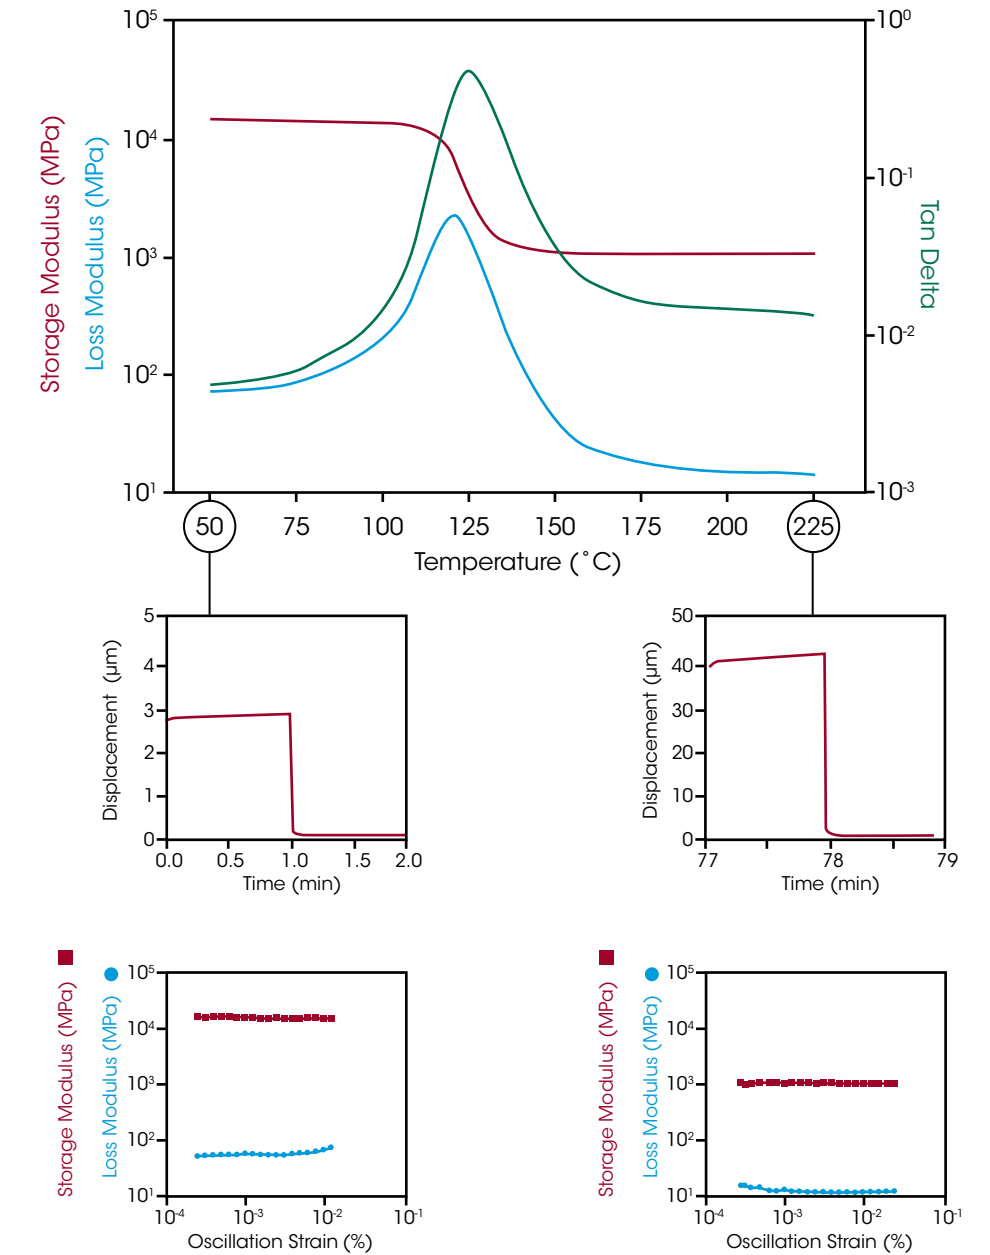 Storage Modulus (MPa)
Loss Modulus (MPa)
10⁵
10⁴
10³
10²
10¹
10⁰
10⁻¹
10⁻²
10⁻³
Tan Delta
50 75 100 125 150 175 200 225
Temperature (˚C)
Displacement (µm)
5
4
3
2
1
0
0.0 0.5 1.0 1.5 2.0
Time (min)
Displacement (µm)
50
40
30
20
10
0
77 78 79
Time (min)
Storage Modulus (MPa)
Loss Modulus (MPa)
10⁵
10⁴
10³
10²
10¹
10⁻⁴ 10⁻³ 10⁻² 10⁻¹
Oscillation Strain (%)
Storage Modulus (MPa)
Loss Modulus (MPa)
10⁵
10⁴
10³
10²
10¹
10⁻⁴ 10⁻³ 10⁻² 10⁻¹
Oscillation Strain (%)